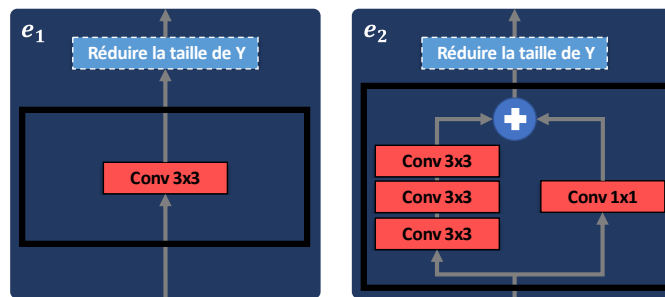 e₁
Réduire la taille de Y
Conv 3x3
e₂
Réduire la taille de Y
Conv 3x3
Conv 3x3
Conv 3x3
Conv 1x1